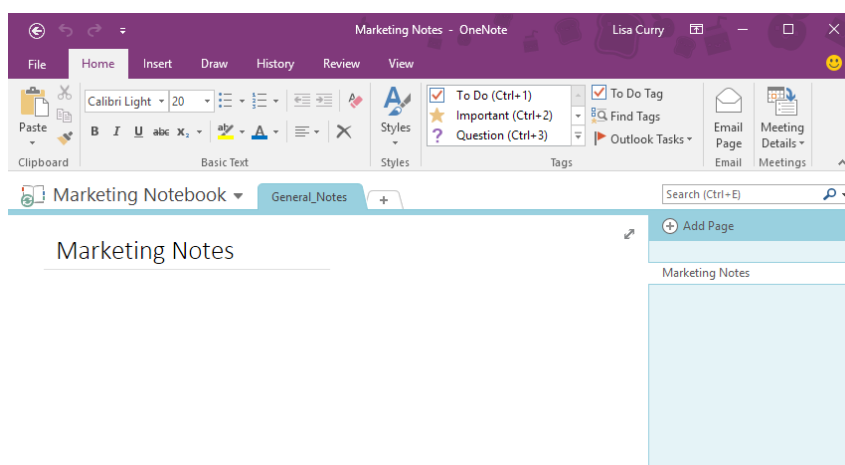 Marketing Notes - OneNote
Lisa Curry
File Home Insert Draw History Review View
Paste
Clipboard
Calibri Light 20
B I U abc X₂ aby A
Basic Text
A
Styles
Styles
To Do (Ctrl+1)
Important (Ctrl+2)
? Question (Ctrl+3)
To Do Tag
Find Tags
Outlook Tasks
Tags
Email
Page
Email
Meeting
Details
Meetings
Marketing Notebook
General_Notes
+
Search (Ctrl+E)
Marketing Notes
Add Page
Marketing Notes